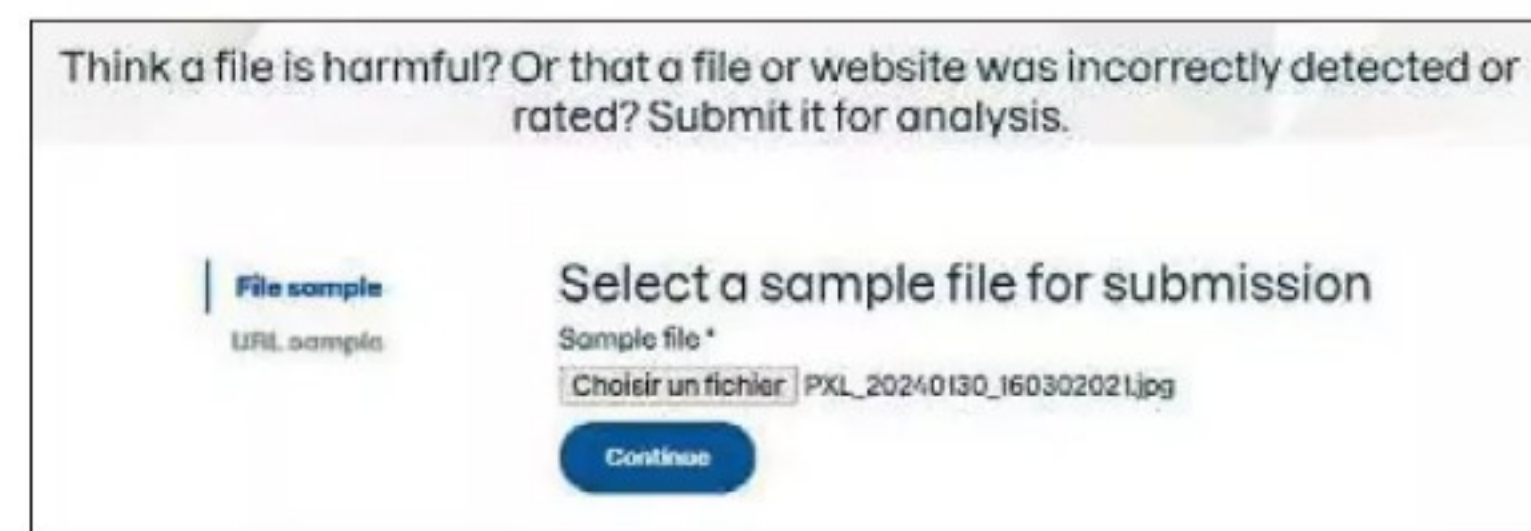 Think a file is harmful? Or that a file or website was incorrectly detected or
rated? Submit it for analysis.
File sample
Select a sample file for submission
URL sample
Sample file *
Choisir un fichier PXL_20240130_160302021.jpg
Continue